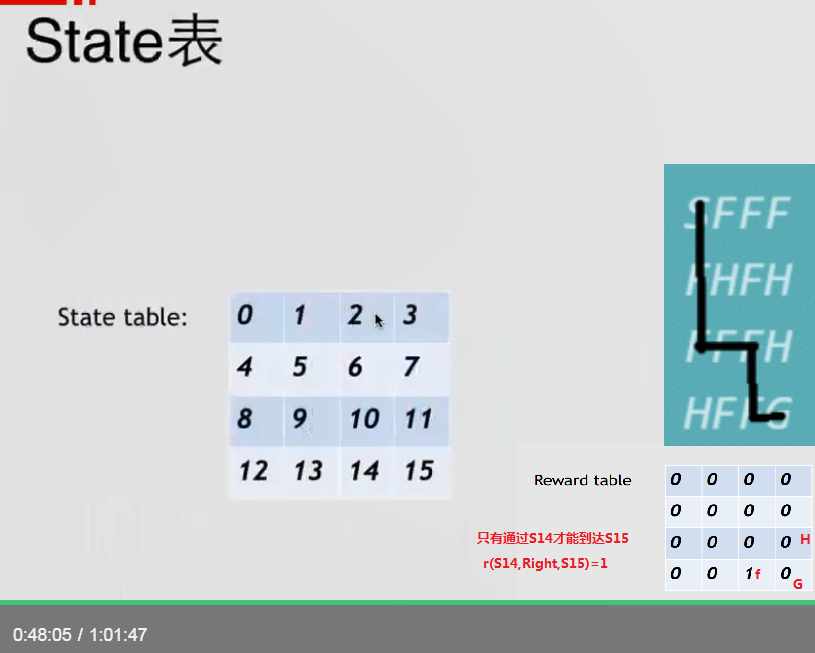 State表
SFFF
FHFH
FFFH
HFFG
State table:
0 1 2 3
4 5 6 7
8 9 10 11
12 13 14 15
Reward table
0 0 0 0
0 0 0 0
0 0 0 0 H
0 0 1 f 0 G
只有通过S14才能到达S15
r(S14,Right,S15)=1
0:48:05 / 1:01:47